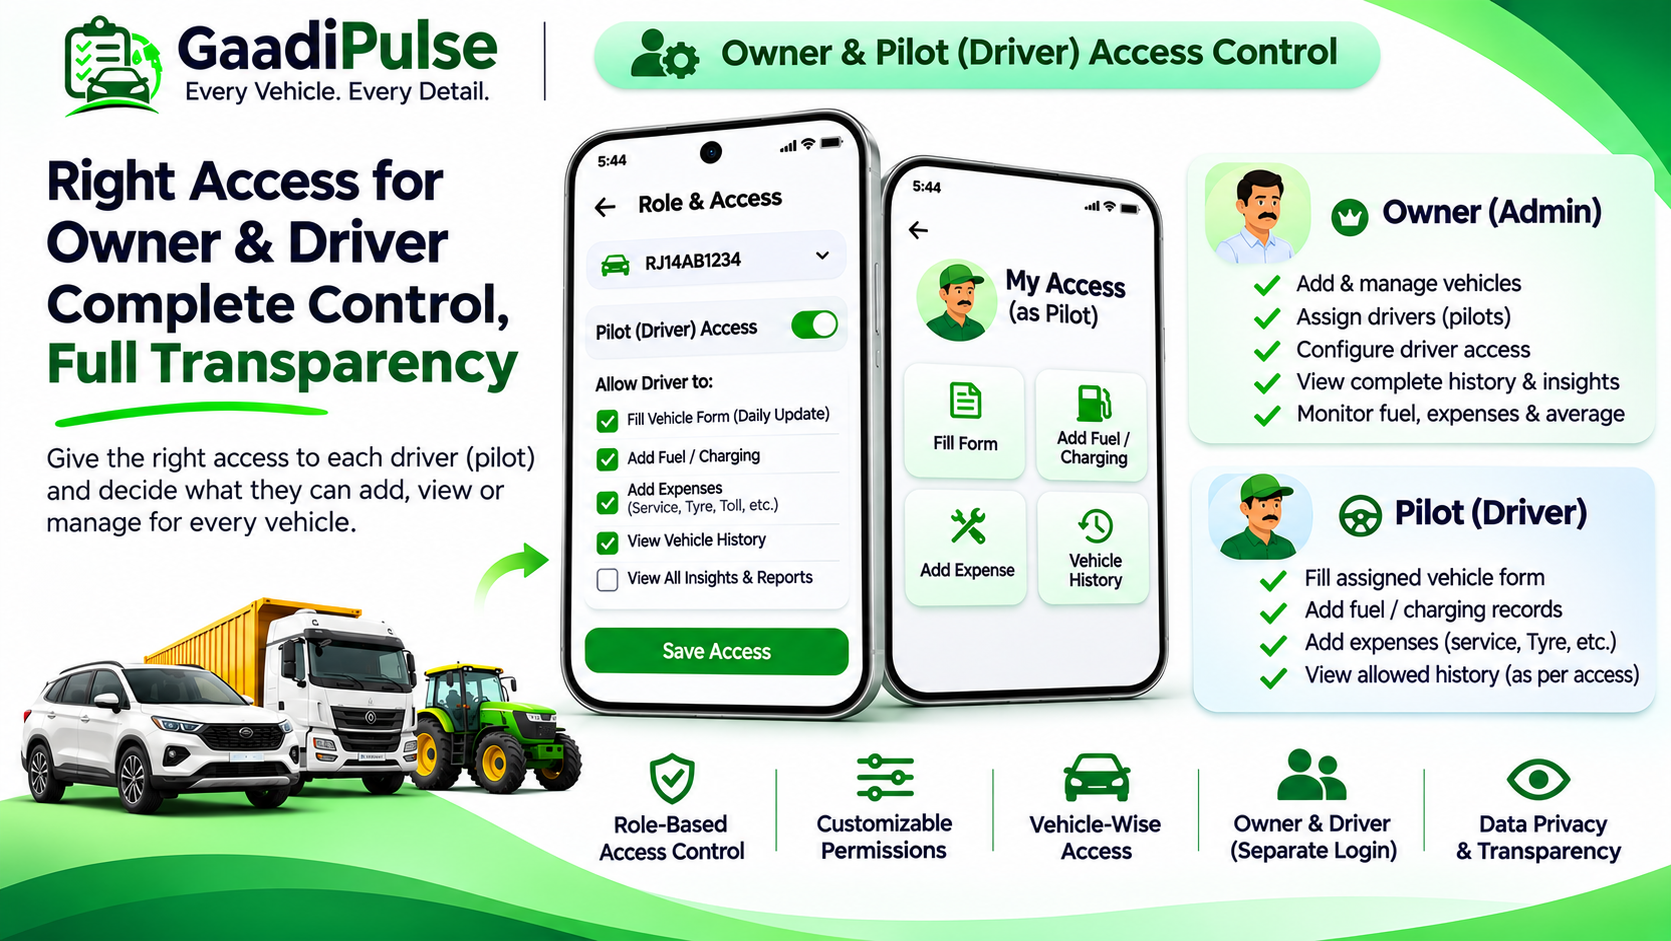 GaadiPulse
Every Vehicle. Every Detail.
Owner & Pilot (Driver) Access Control
Right Access for
Owner & Driver
Complete Control,
Full Transparency
Give the right access to each driver (pilot)
and decide what they can add, view or
manage for every vehicle.
5:44
Role & Access
RJ14AB1234
Pilot (Driver) Access
Allow Driver to:
Fill Vehicle Form (Daily Update)
Add Fuel / Charging
Add Expenses
(Service, Tyre, Toll, etc.)
View Vehicle History
View All Insights & Reports
Save Access
5:44
My Access
(as Pilot)
Fill Form
Add Fuel /
Charging
Add Expense
Vehicle
History
Owner (Admin)
Add & manage vehicles
Assign drivers (pilots)
Configure driver access
View complete history & insights
Monitor fuel, expenses & average
Pilot (Driver)
Fill assigned vehicle form
Add fuel / charging records
Add expenses (service, Tyre, etc.)
View allowed history (as per access)
Role-Based
Access Control
Customizable
Permissions
Vehicle-Wise
Access
Owner & Driver
(Separate Login)
Data Privacy
& Transparency